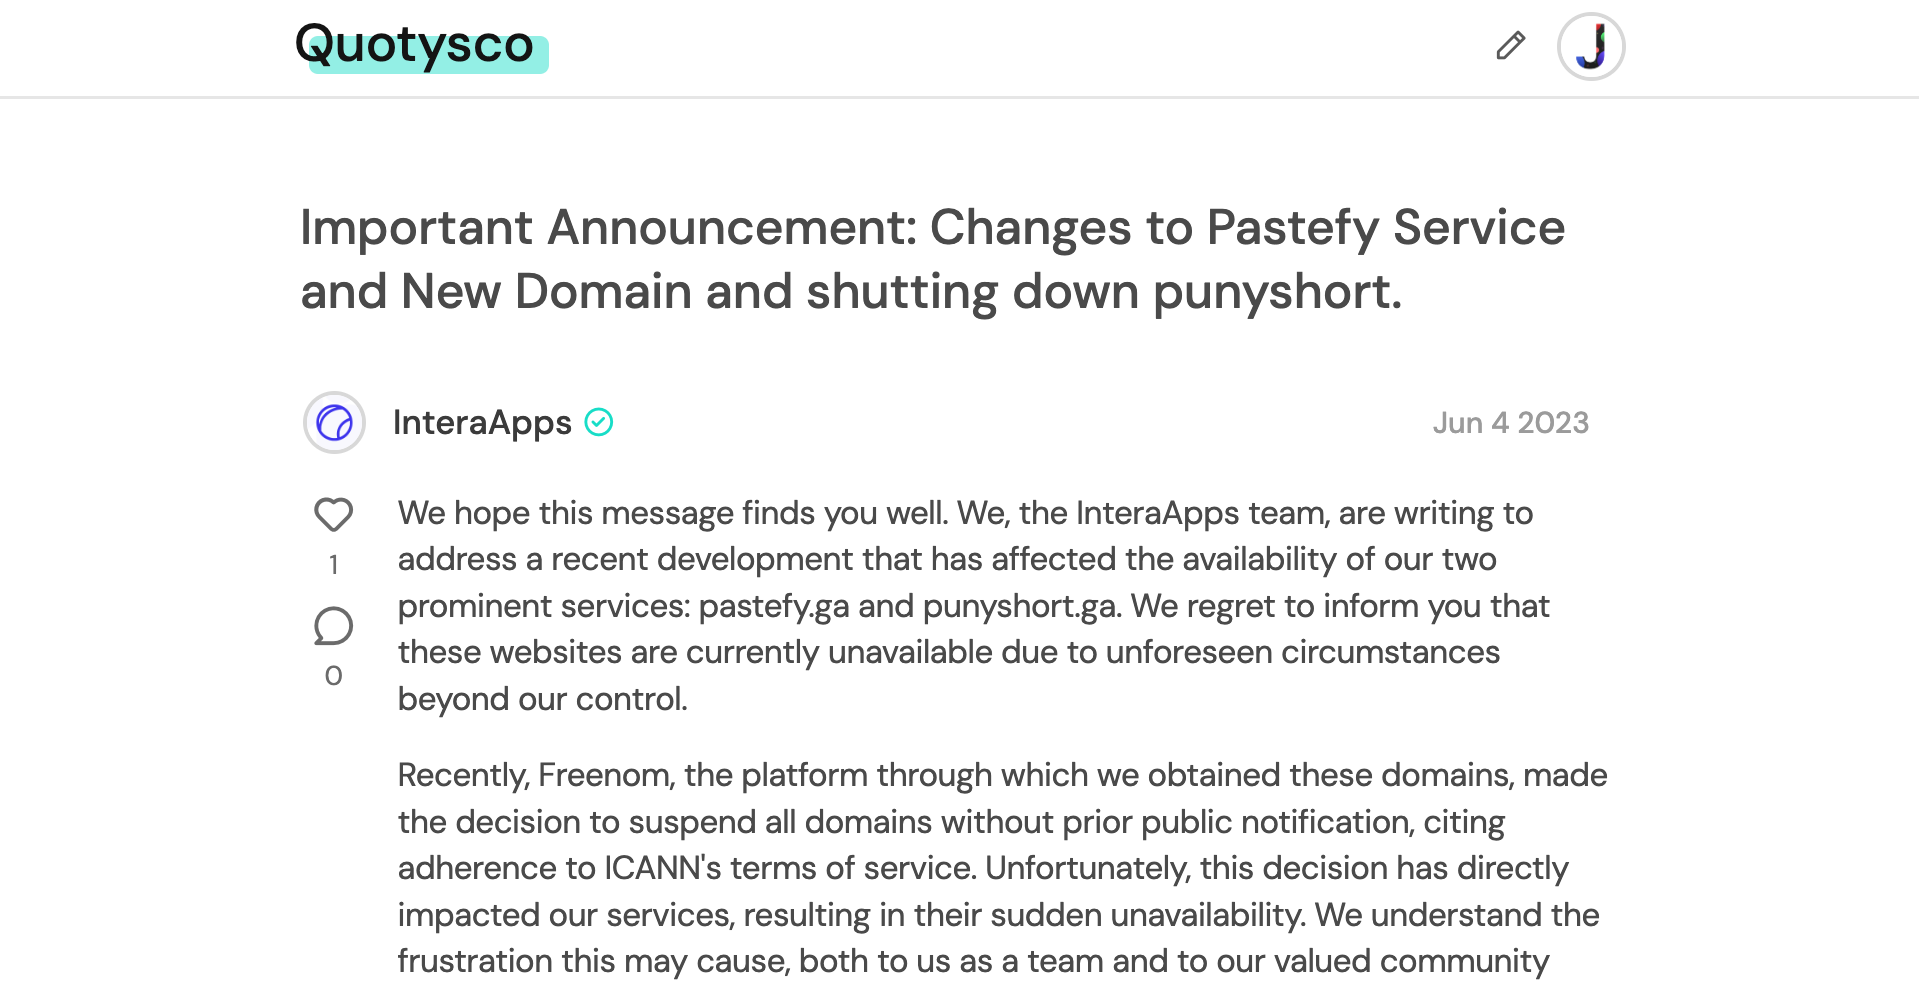 Quotysco
J
Important Announcement: Changes to Pastefy Service
and New Domain and shutting down punyshort.
InteraApps
Jun 4 2023
1
0
We hope this message finds you well. We, the InteraApps team, are writing to
address a recent development that has affected the availability of our two
prominent services: pastefy.ga and punyshort.ga. We regret to inform you that
these websites are currently unavailable due to unforeseen circumstances
beyond our control.
Recently, Freenom, the platform through which we obtained these domains, made
the decision to suspend all domains without prior public notification, citing
adherence to ICANN's terms of service. Unfortunately, this decision has directly
impacted our services, resulting in their sudden unavailability. We understand the
frustration this may cause, both to us as a team and to our valued community